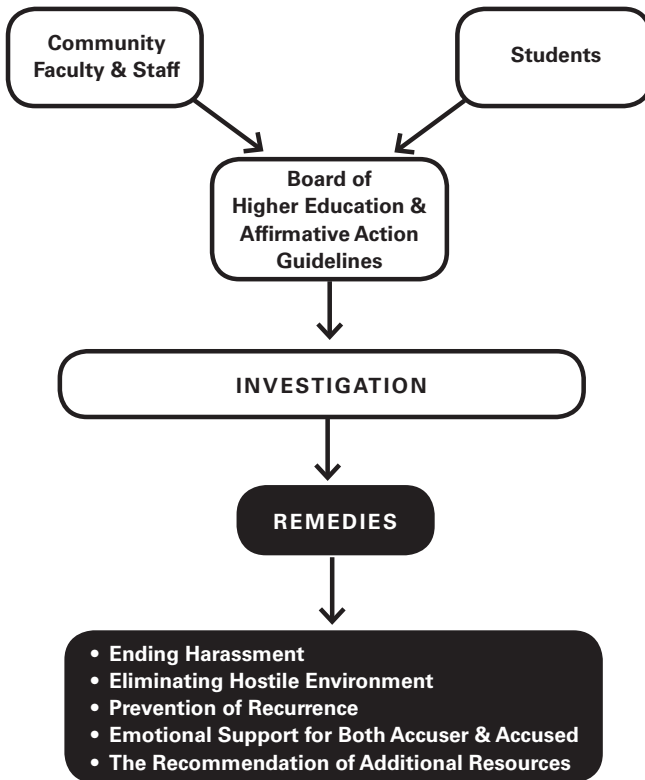 Community
Faculty & Staff
Students
Board of
Higher Education &
Affirmative Action
Guidelines
INVESTIGATION
REMEDIES
• Ending Harassment
• Eliminating Hostile Environment
• Prevention of Recurrence
• Emotional Support for Both Accuser & Accused
• The Recommendation of Additional Resources